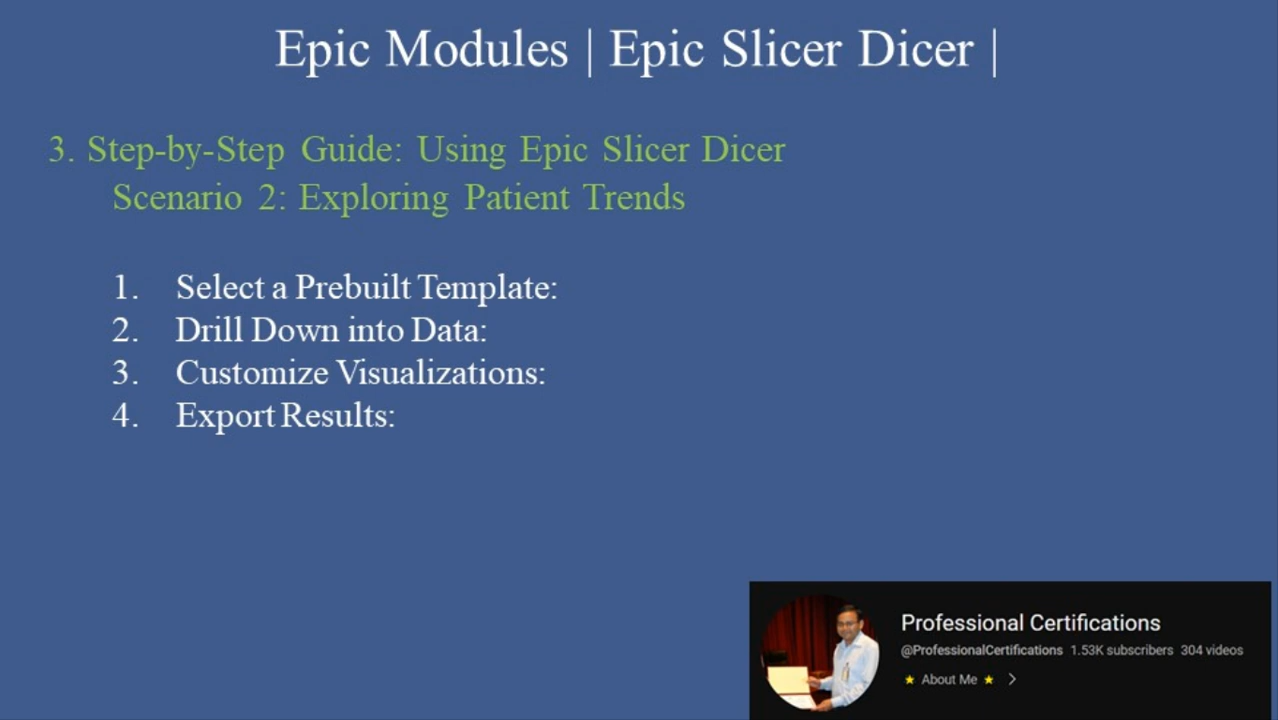 Epic Modules | Epic Slicer Dicer |
3. Step-by-Step Guide: Using Epic Slicer Dicer
Scenario 2: Exploring Patient Trends
1. Select a Prebuilt Template:
2. Drill Down into Data:
3. Customize Visualizations:
4. Export Results:
Professional Certifications
@ProfessionalCertifications 1.53K subscribers 304 videos
★ About Me ★ >